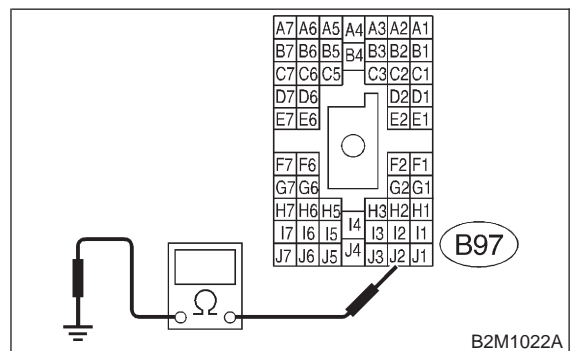 A7 A6 A5 A4 A3 A2 A1
B7 B6 B5 B4 B3 B2 B1
C7 C6 C5 C3 C2 C1
D7 D6 D2 D1
E7 E6 E2 E1
F7 F6 F2 F1
G7 G6 G2 G1
H7 H6 H5 H3 H2 H1
I7 I6 I5 I4 I3 I2 I1
J7 J6 J5 J4 J3 J2 J1
B97
Ω
B2M1022A